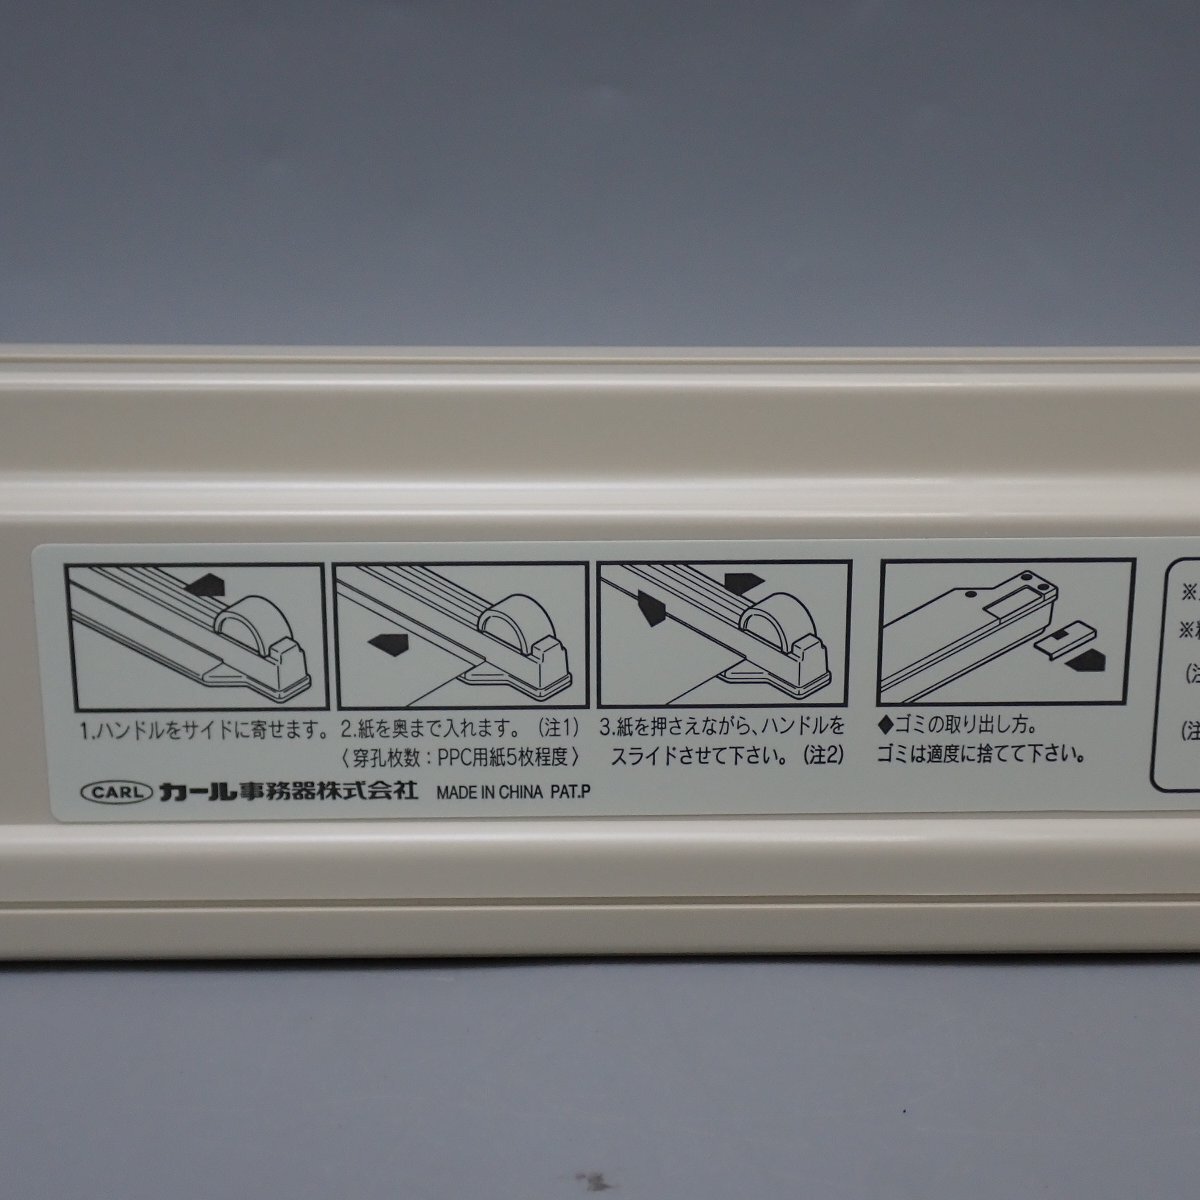 1.ハンドルをサイドに寄せます。
2.紙を奥まで入れます。（注1）
〈穿孔枚数：PPC用紙5枚程度〉
3.紙を押さえながら、ハンドルを
スライドさせて下さい。（注2）
◆ゴミの取り出し方。
ゴミは適度に捨てて下さい。
CARL カール事務器株式会社 MADE IN CHINA PAT.P
※
※
（注
（注